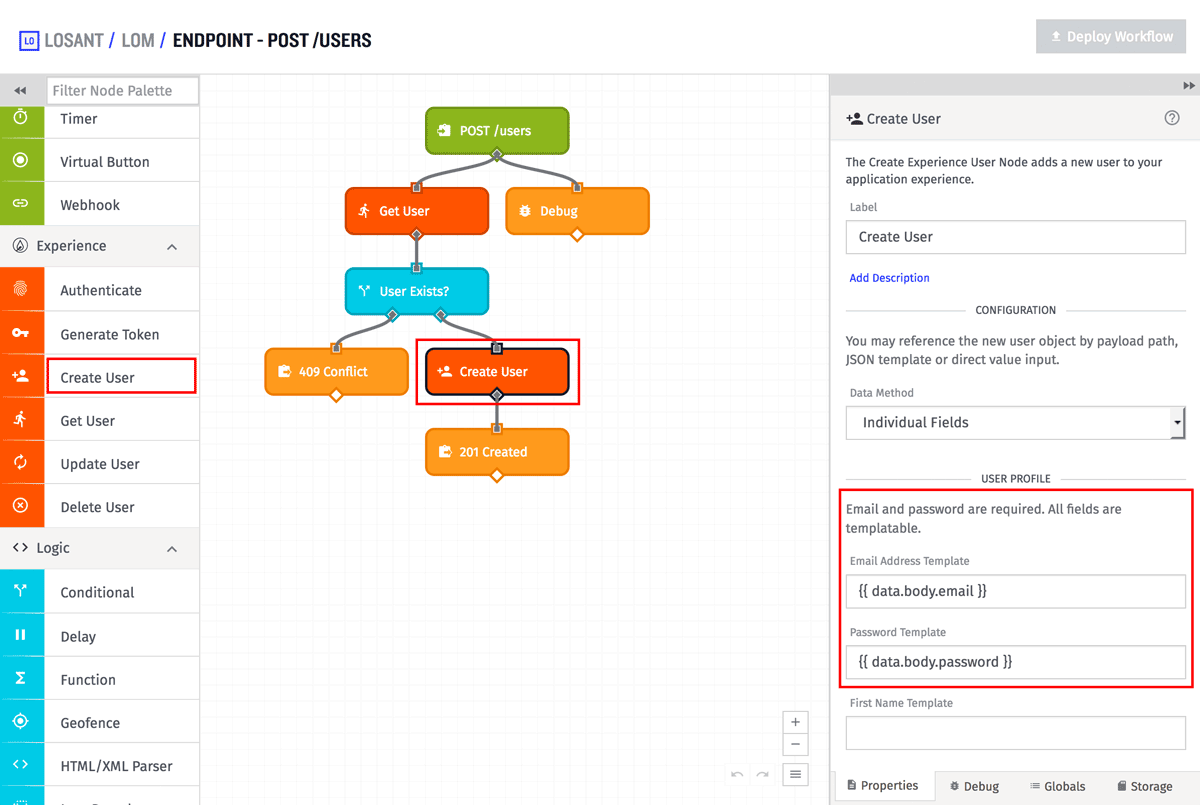 LO LOSANT / LOM / ENDPOINT - POST /USERS
Deploy Workflow
Filter Node Palette
Timer
Virtual Button
Webhook
Experience
Authenticate
Generate Token
Create User
Get User
Update User
Delete User
Logic
Conditional
Delay
Function
Geofence
HTML/XML Parser
POST /users
Get User
Debug
User Exists?
409 Conflict
Create User
201 Created
Create User
The Create Experience User Node adds a new user to your
application experience.
Label
Create User
Add Description
CONFIGURATION
You may reference the new user object by payload path,
JSON template or direct value input.
Data Method
Individual Fields
USER PROFILE
Email and password are required. All fields are
templatable.
Email Address Template
{{ data.body.email }}
Password Template
{{ data.body.password }}
First Name Template
Properties
Debug
Globals
Storage